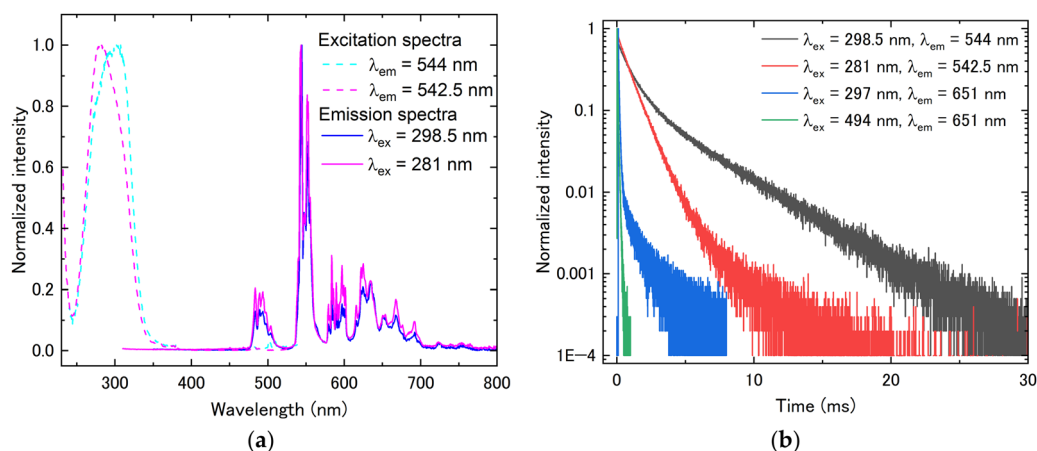 Excitation spectra
λem = 544 nm
λem = 542.5 nm
Emission spectra
λex = 298.5 nm
λex = 281 nm
Normalized intensity
1.0
0.8
0.6
0.4
0.2
0.0
300 400 500 600 700 800
Wavelength (nm)
(a)
λex = 298.5 nm, λem = 544 nm
λex = 281 nm, λem = 542.5 nm
λex = 297 nm, λem = 651 nm
λex = 494 nm, λem = 651 nm
Normalized intensity
1
0.1
0.01
0.001
1E−4
0 10 20 30
Time (ms)
(b)